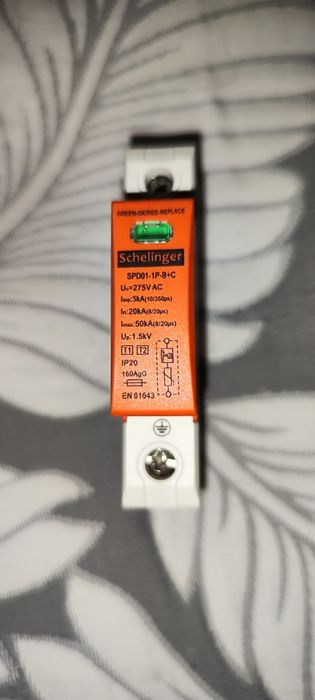 GREEN-OK/RED-REPLACE
Schelinger
SPD01-1P-B+C
Uc=275V AC
Imp:5kA(10/350µs)
In:20kA(8/20µs)
Imax:50kA(8/20µs)
Up:1.5kV
T1 T2
IP20
160AgG
EN 61643